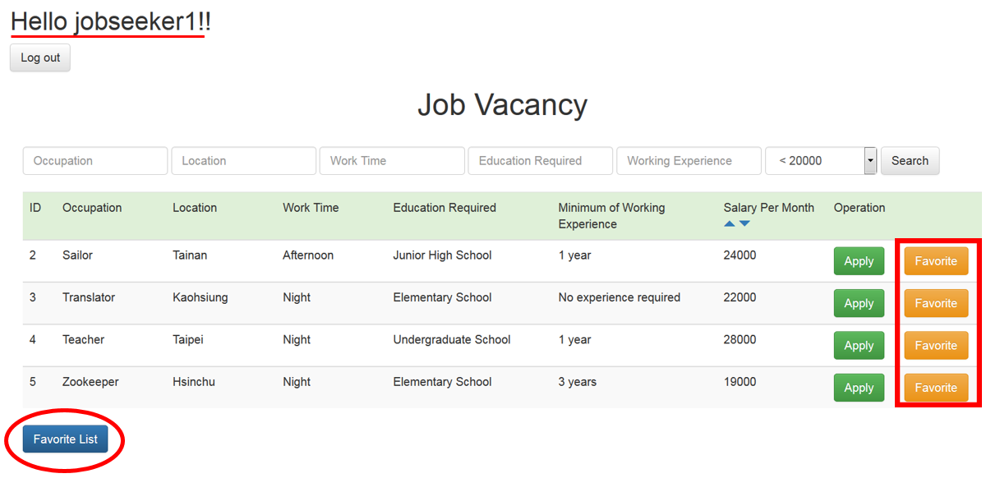 Hello jobseeker1!!
Log out
Job Vacancy
Occupation Location Work Time Education Required Working Experience < 20000 Search
ID Occupation Location Work Time Education Required Minimum of Working Experience Salary Per Month Operation
2 Sailor Tainan Afternoon Junior High School 1 year 24000 Apply Favorite
3 Translator Kaohsiung Night Elementary School No experience required 22000 Apply Favorite
4 Teacher Taipei Night Undergraduate School 1 year 28000 Apply Favorite
5 Zookeeper Hsinchu Night Elementary School 3 years 19000 Apply Favorite
Favorite List